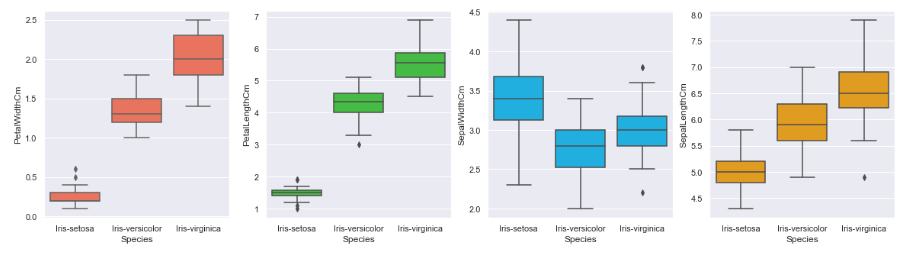 2.5
2.0
1.5
1.0
0.5
0.0
PetalWidthCm
Iris-setosa Iris-versicolor Iris-virginica
Species
7
6
5
4
3
2
1
PetalLengthCm
Iris-setosa Iris-versicolor Iris-virginica
Species
4.5
4.0
3.5
3.0
2.5
2.0
SepalWidthCm
Iris-setosa Iris-versicolor Iris-virginica
Species
8.0
7.5
7.0
6.5
6.0
5.5
5.0
4.5
SepalLengthCm
Iris-setosa Iris-versicolor Iris-virginica
Species